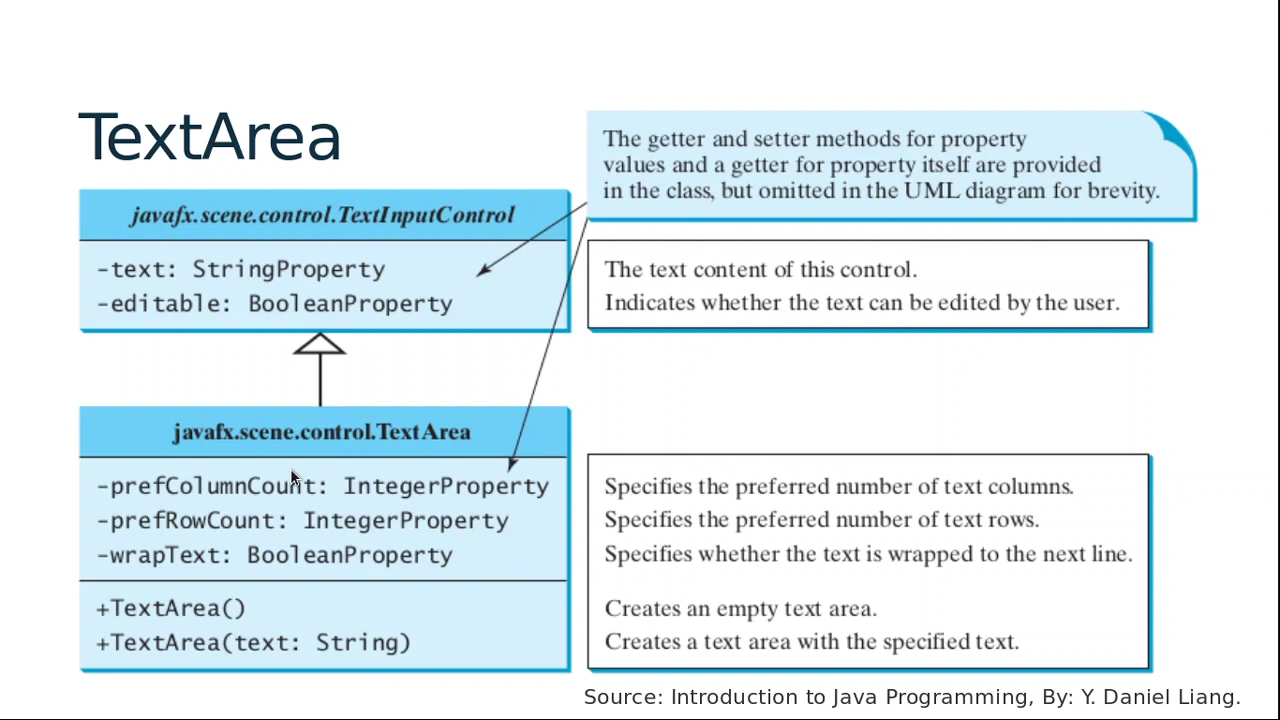 TextArea
The getter and setter methods for property
values and a getter for property itself are provided
in the class, but omitted in the UML diagram for brevity.
javafx.scene.control.TextInputControl
-text: StringProperty
-editable: BooleanProperty
The text content of this control.
Indicates whether the text can be edited by the user.
javafx.scene.control.TextArea
-prefColumnCount: IntegerProperty
-prefRowCount: IntegerProperty
-wrapText: BooleanProperty
+TextArea()
+TextArea(text: String)
Specifies the preferred number of text columns.
Specifies the preferred number of text rows.
Specifies whether the text is wrapped to the next line.
Creates an empty text area.
Creates a text area with the specified text.
Source: Introduction to Java Programming, By: Y. Daniel Liang.